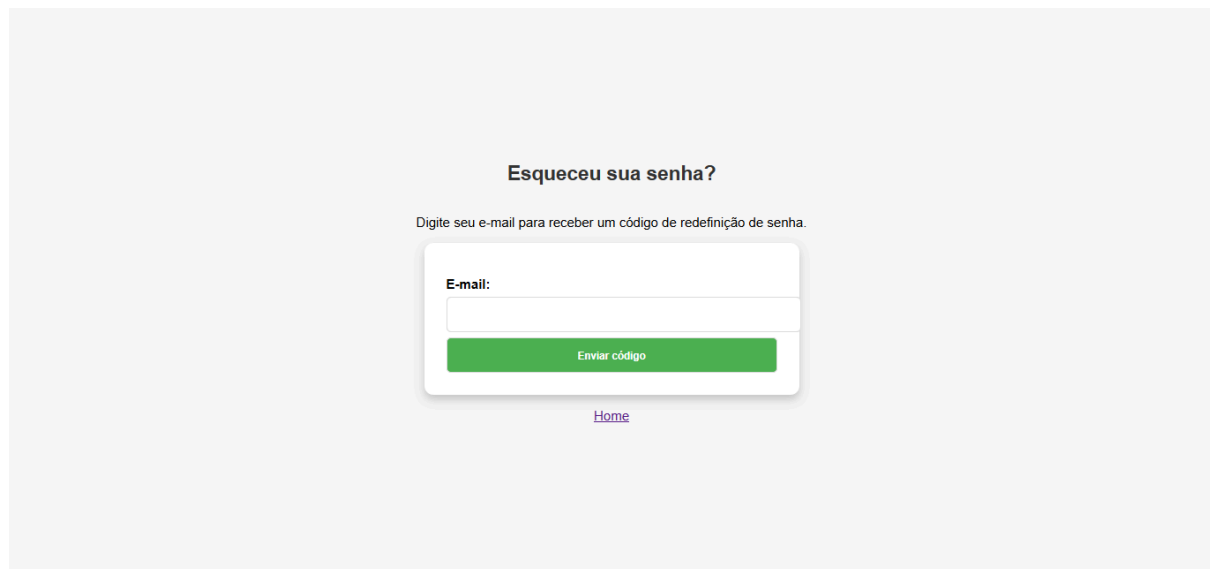 Esqueceu sua senha?
Digite seu e-mail para receber um código de redefinição de senha.
E-mail:
Enviar código
Home